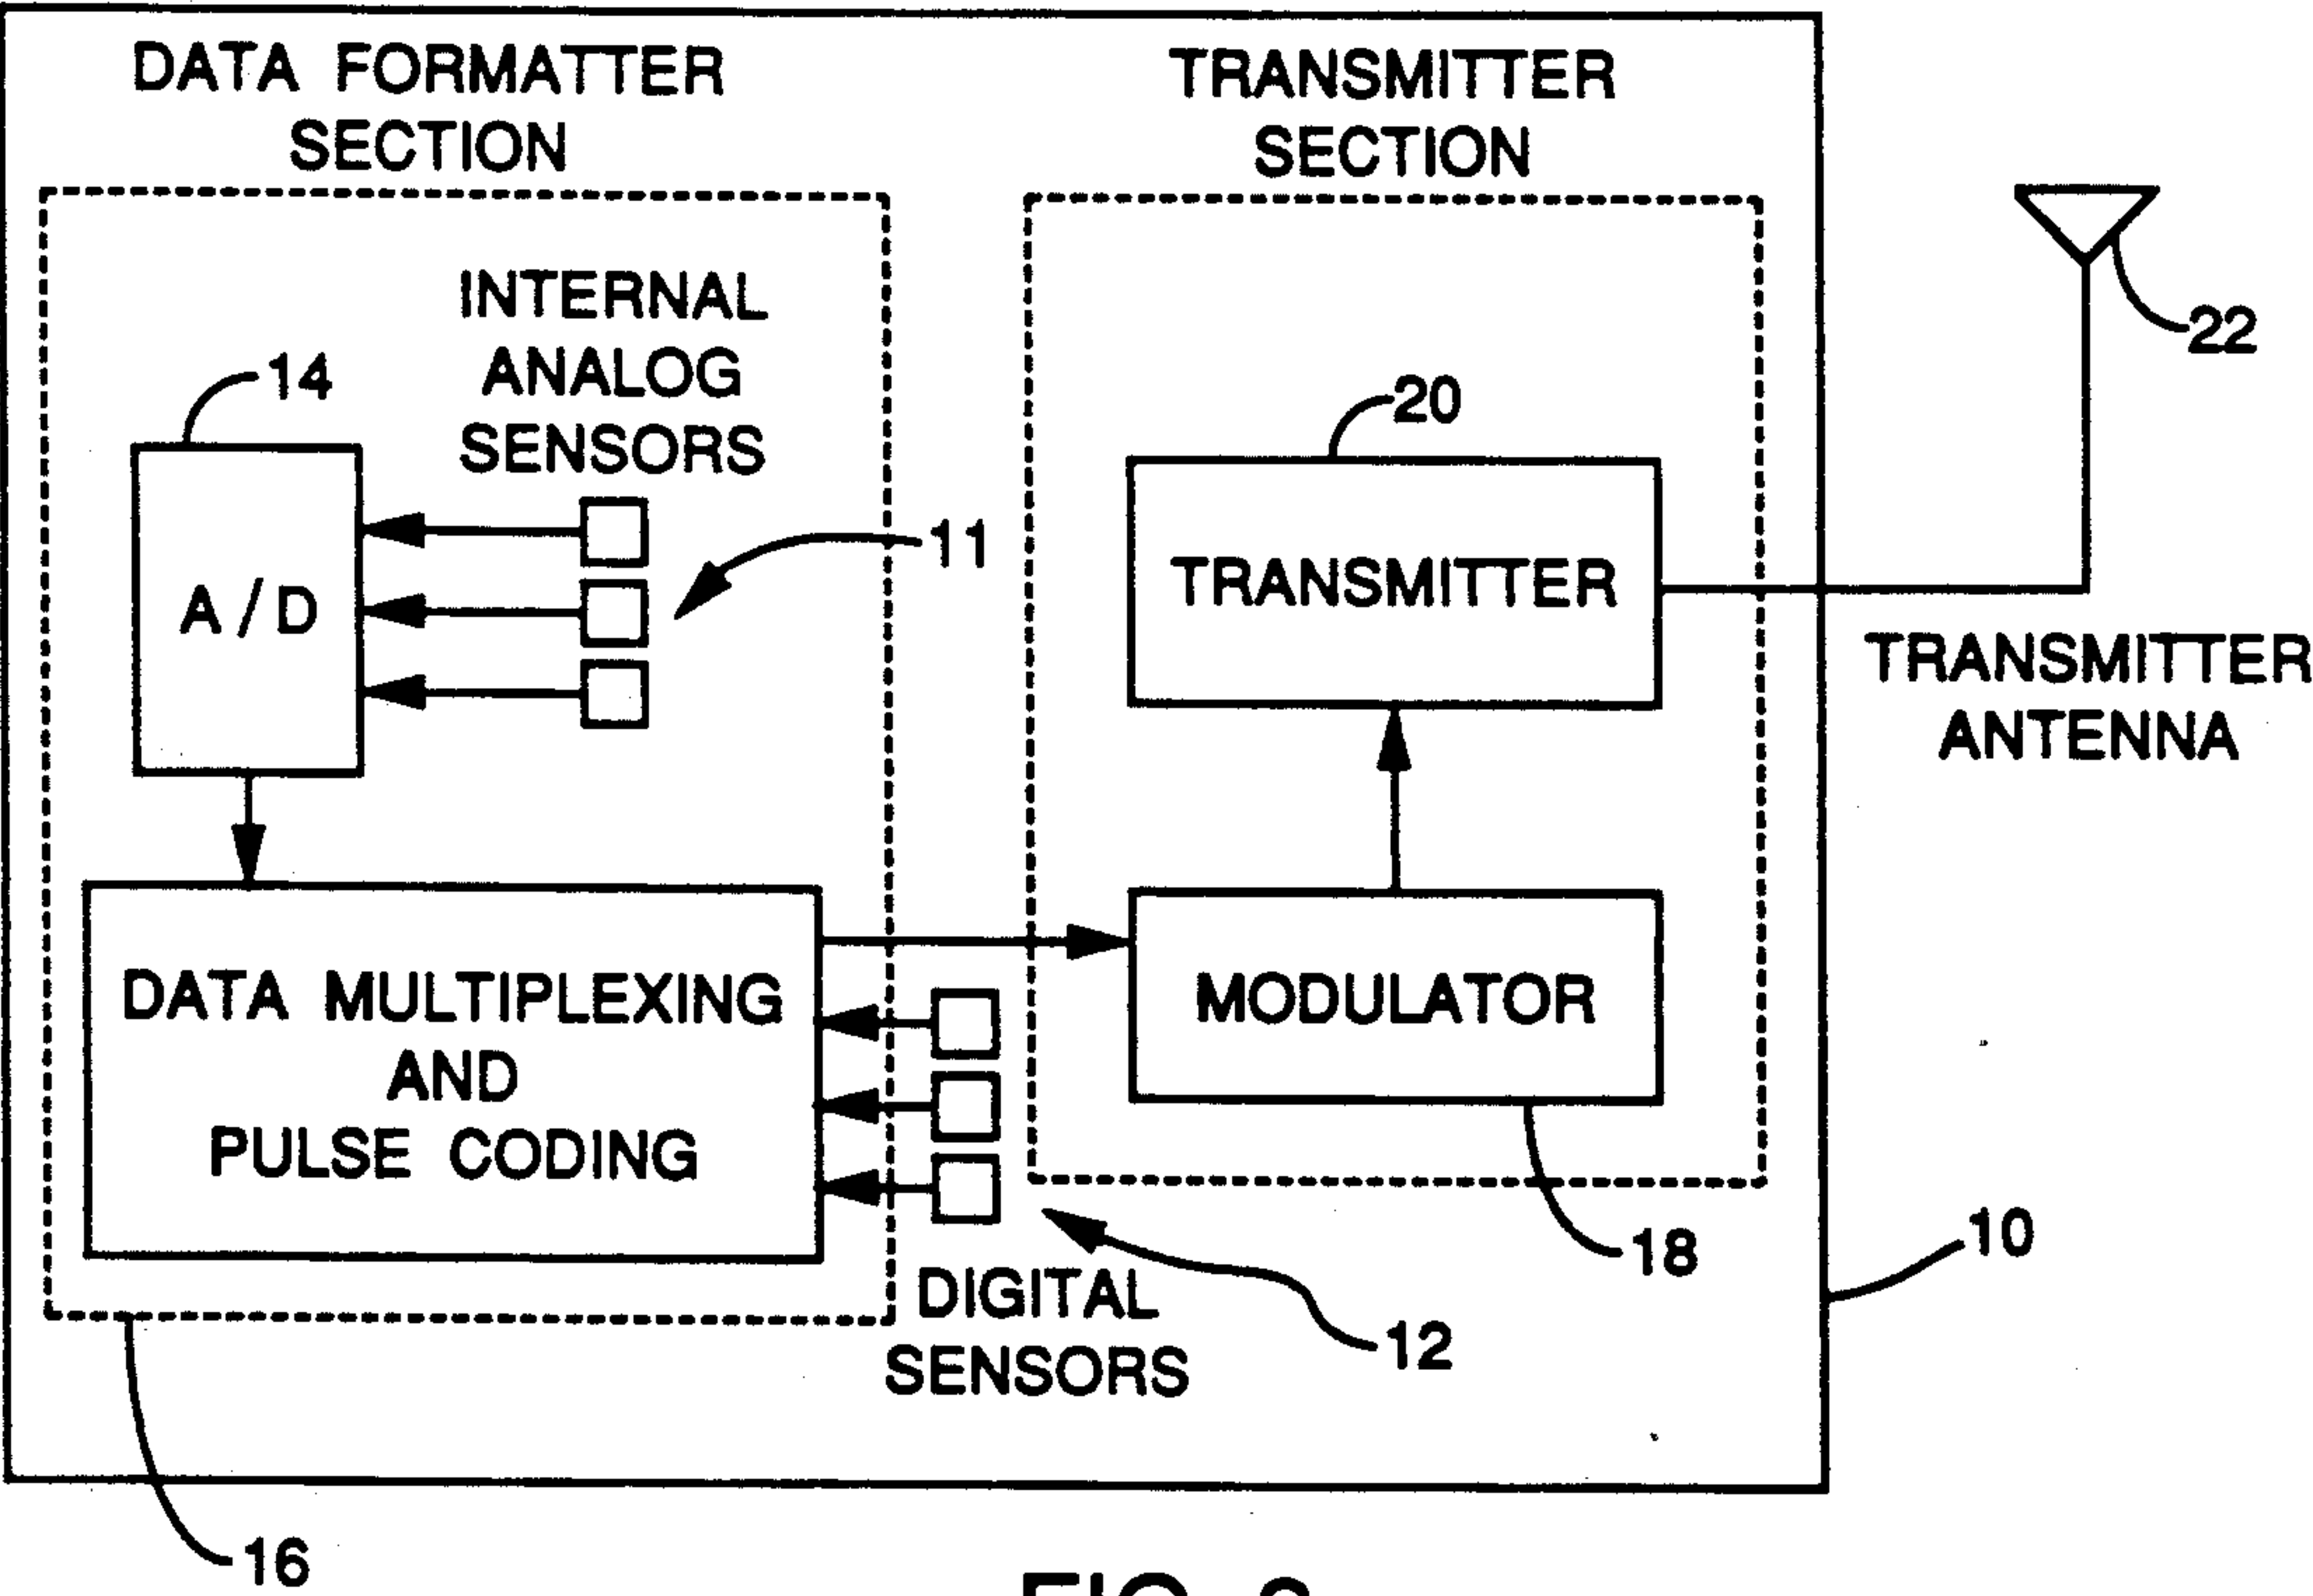 DATA FORMATTER
SECTION
TRANSMITTER
SECTION
INTERNAL
ANALOG
SENSORS
14
11
A/D
20
22
TRANSMITTER
TRANSMITTER
ANTENNA
DATA MULTIPLEXING
AND
PULSE CODING
MODULATOR
DIGITAL
SENSORS
12
18
10
16